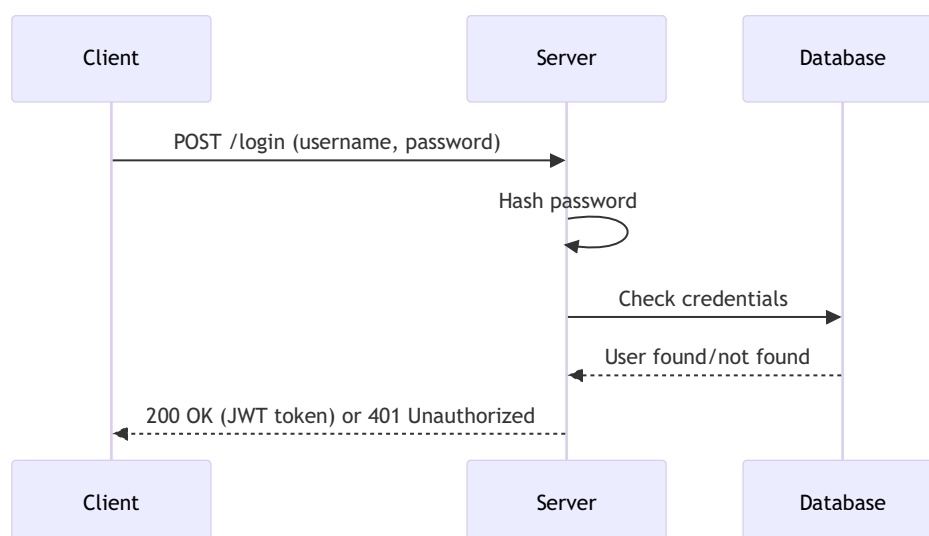 Client
Server
Database
POST /login (username, password)
Hash password
Check credentials
User found/not found
200 OK (JWT token) or 401 Unauthorized
Client
Server
Database